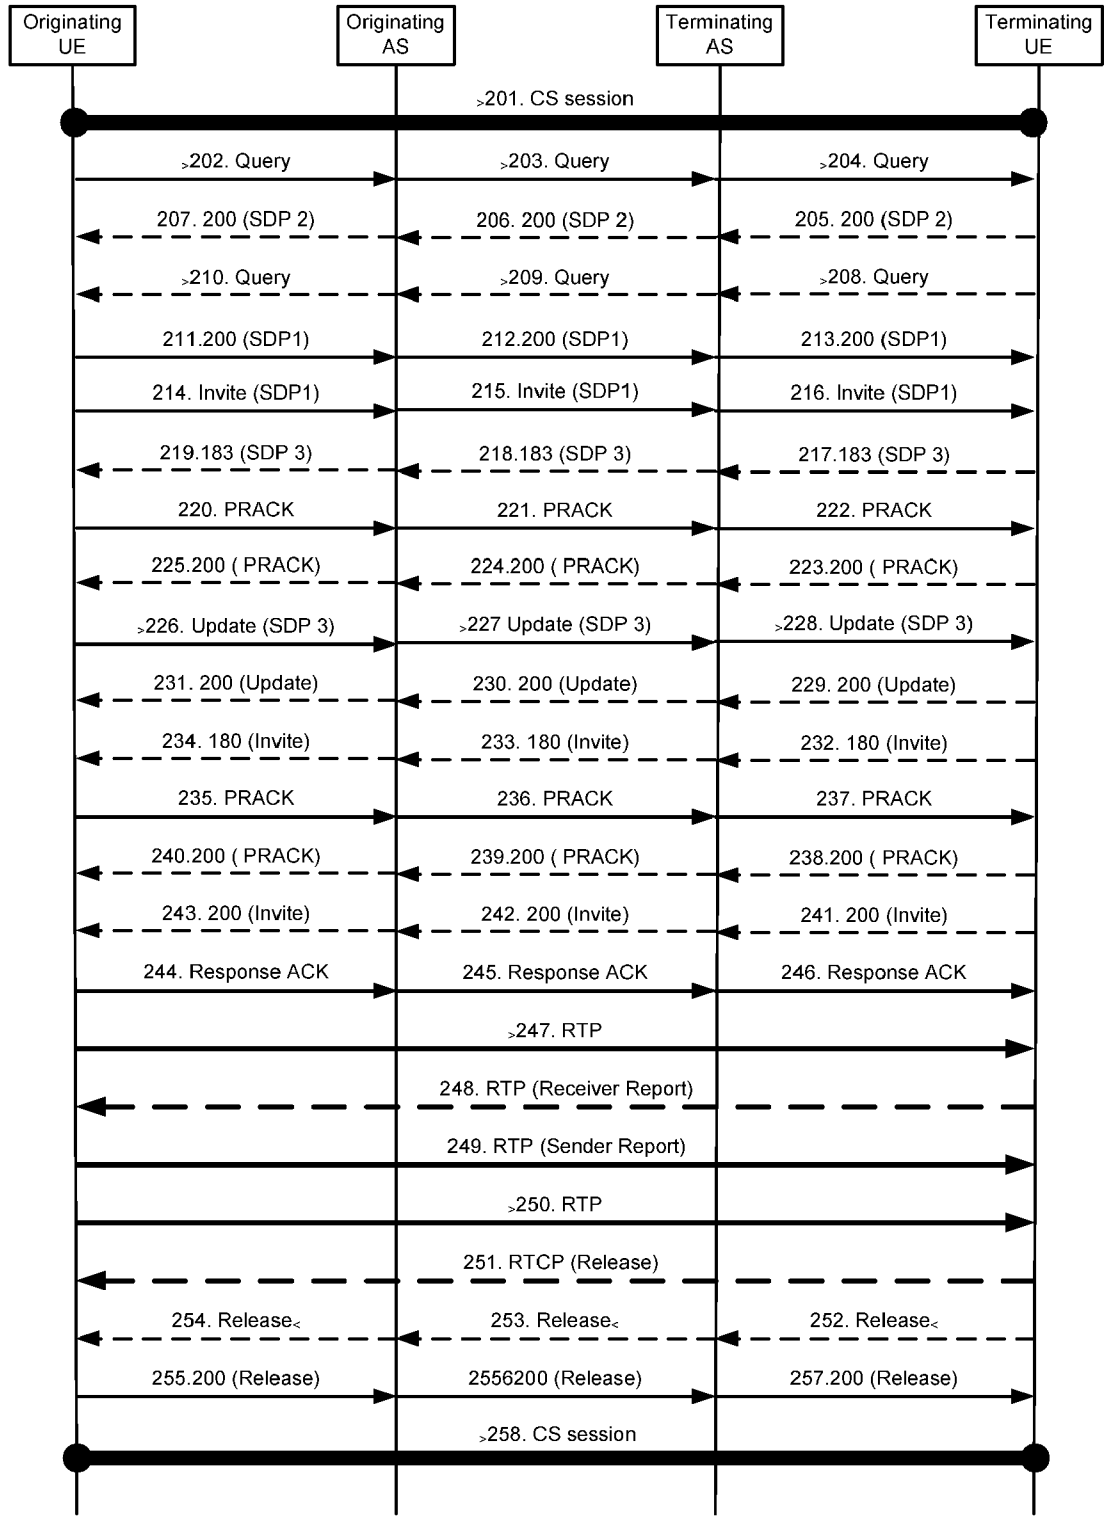 Originating
UE
Originating
AS
Terminating
AS
Terminating
UE
>201. CS session
>202. Query
>203. Query
>204. Query
207. 200 (SDP 2)
206. 200 (SDP 2)
205. 200 (SDP 2)
>210. Query
>209. Query
>208. Query
211.200 (SDP1)
212.200 (SDP1)
213.200 (SDP1)
214. Invite (SDP1)
215. Invite (SDP1)
216. Invite (SDP1)
219.183 (SDP 3)
218.183 (SDP 3)
217.183 (SDP 3)
220. PRACK
221. PRACK
222. PRACK
225.200 ( PRACK)
224.200 ( PRACK)
223.200 ( PRACK)
>226. Update (SDP 3)
>227 Update (SDP 3)
>228. Update (SDP 3)
231. 200 (Update)
230. 200 (Update)
229. 200 (Update)
234. 180 (Invite)
233. 180 (Invite)
232. 180 (Invite)
235. PRACK
236. PRACK
237. PRACK
240.200 ( PRACK)
239.200 ( PRACK)
238.200 ( PRACK)
243. 200 (Invite)
242. 200 (Invite)
241. 200 (Invite)
244. Response ACK
245. Response ACK
246. Response ACK
>247. RTP
248. RTP (Receiver Report)
249. RTP (Sender Report)
>250. RTP
251. RTCP (Release)
254. Release<
253. Release<
252. Release<
255.200 (Release)
2556200 (Release)
257.200 (Release)
>258. CS session